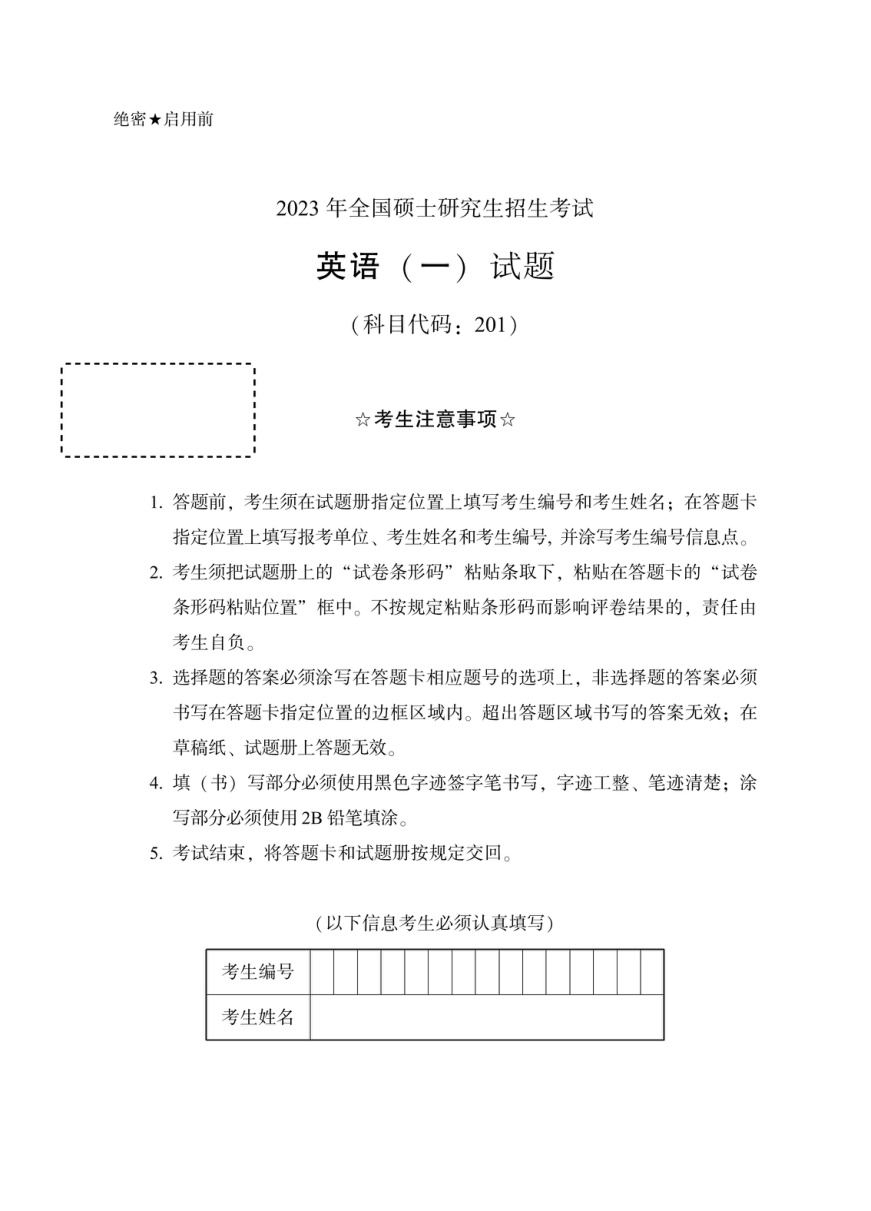 绝密★启用前
2023 年全国硕士研究生招生考试
英语（一）试题
（科目代码：201）
☆考生注意事项☆
1. 答题前，考生须在试题册指定位置上填写考生编号和考生姓名；在答题卡
指定位置上填写报考单位、考生姓名和考生编号, 并涂写考生编号信息点。
2. 考生须把试题册上的“试卷条形码”粘贴条取下，粘贴在答题卡的“试卷
条形码粘贴位置”框中。不按规定粘贴条形码而影响评卷结果的，责任由
考生自负。
3. 选择题的答案必须涂写在答题卡相应题号的选项上，非选择题的答案必须
书写在答题卡指定位置的边框区域内。超出答题区域书写的答案无效；在
草稿纸、试题册上答题无效。
4. 填（书）写部分必须使用黑色字迹签字笔书写，字迹工整、笔迹清楚；涂
写部分必须使用 2B 铅笔填涂。
5. 考试结束，将答题卡和试题册按规定交回。
（以下信息考生必须认真填写）
考生编号
考生姓名